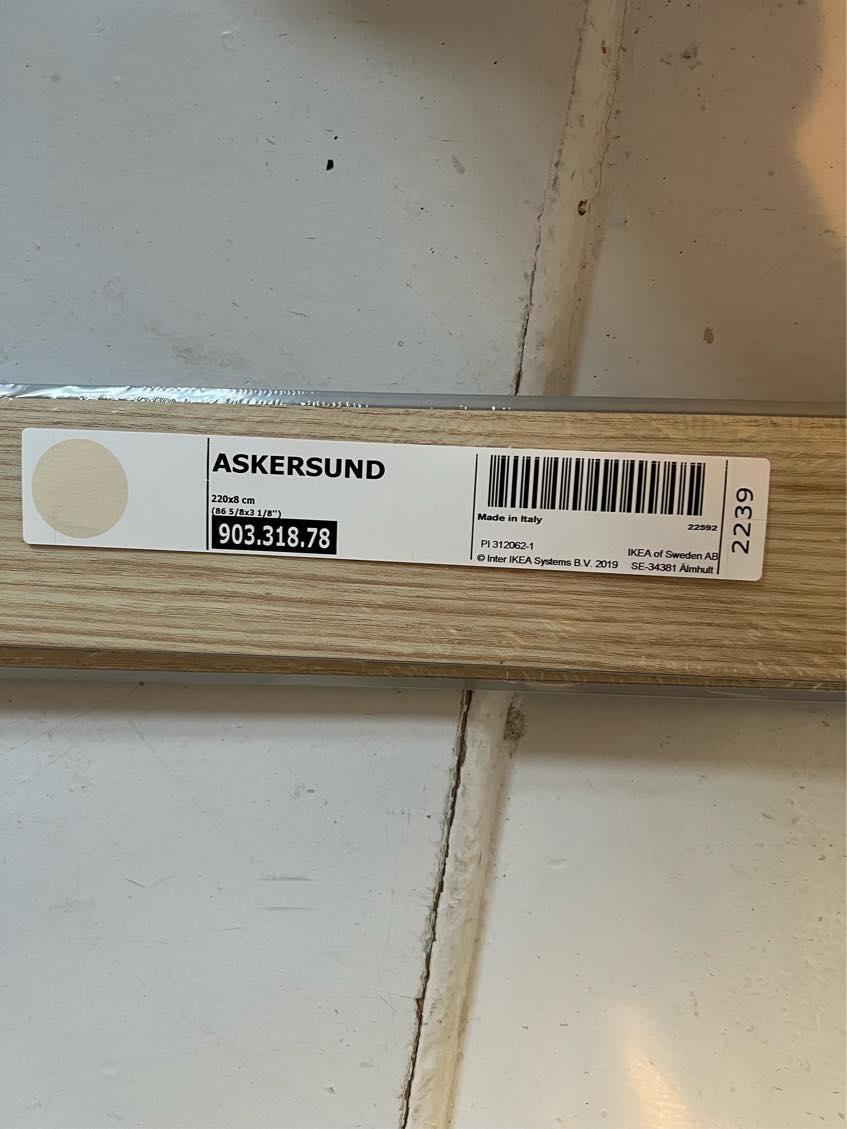 ASKERSUND
220x8 cm
(86 5/8x3 1/8")
903.318.78
Made in Italy
22592
PI 312062-1
© Inter IKEA Systems B.V. 2019
IKEA of Sweden AB
SE-34381 Älmhult
2239